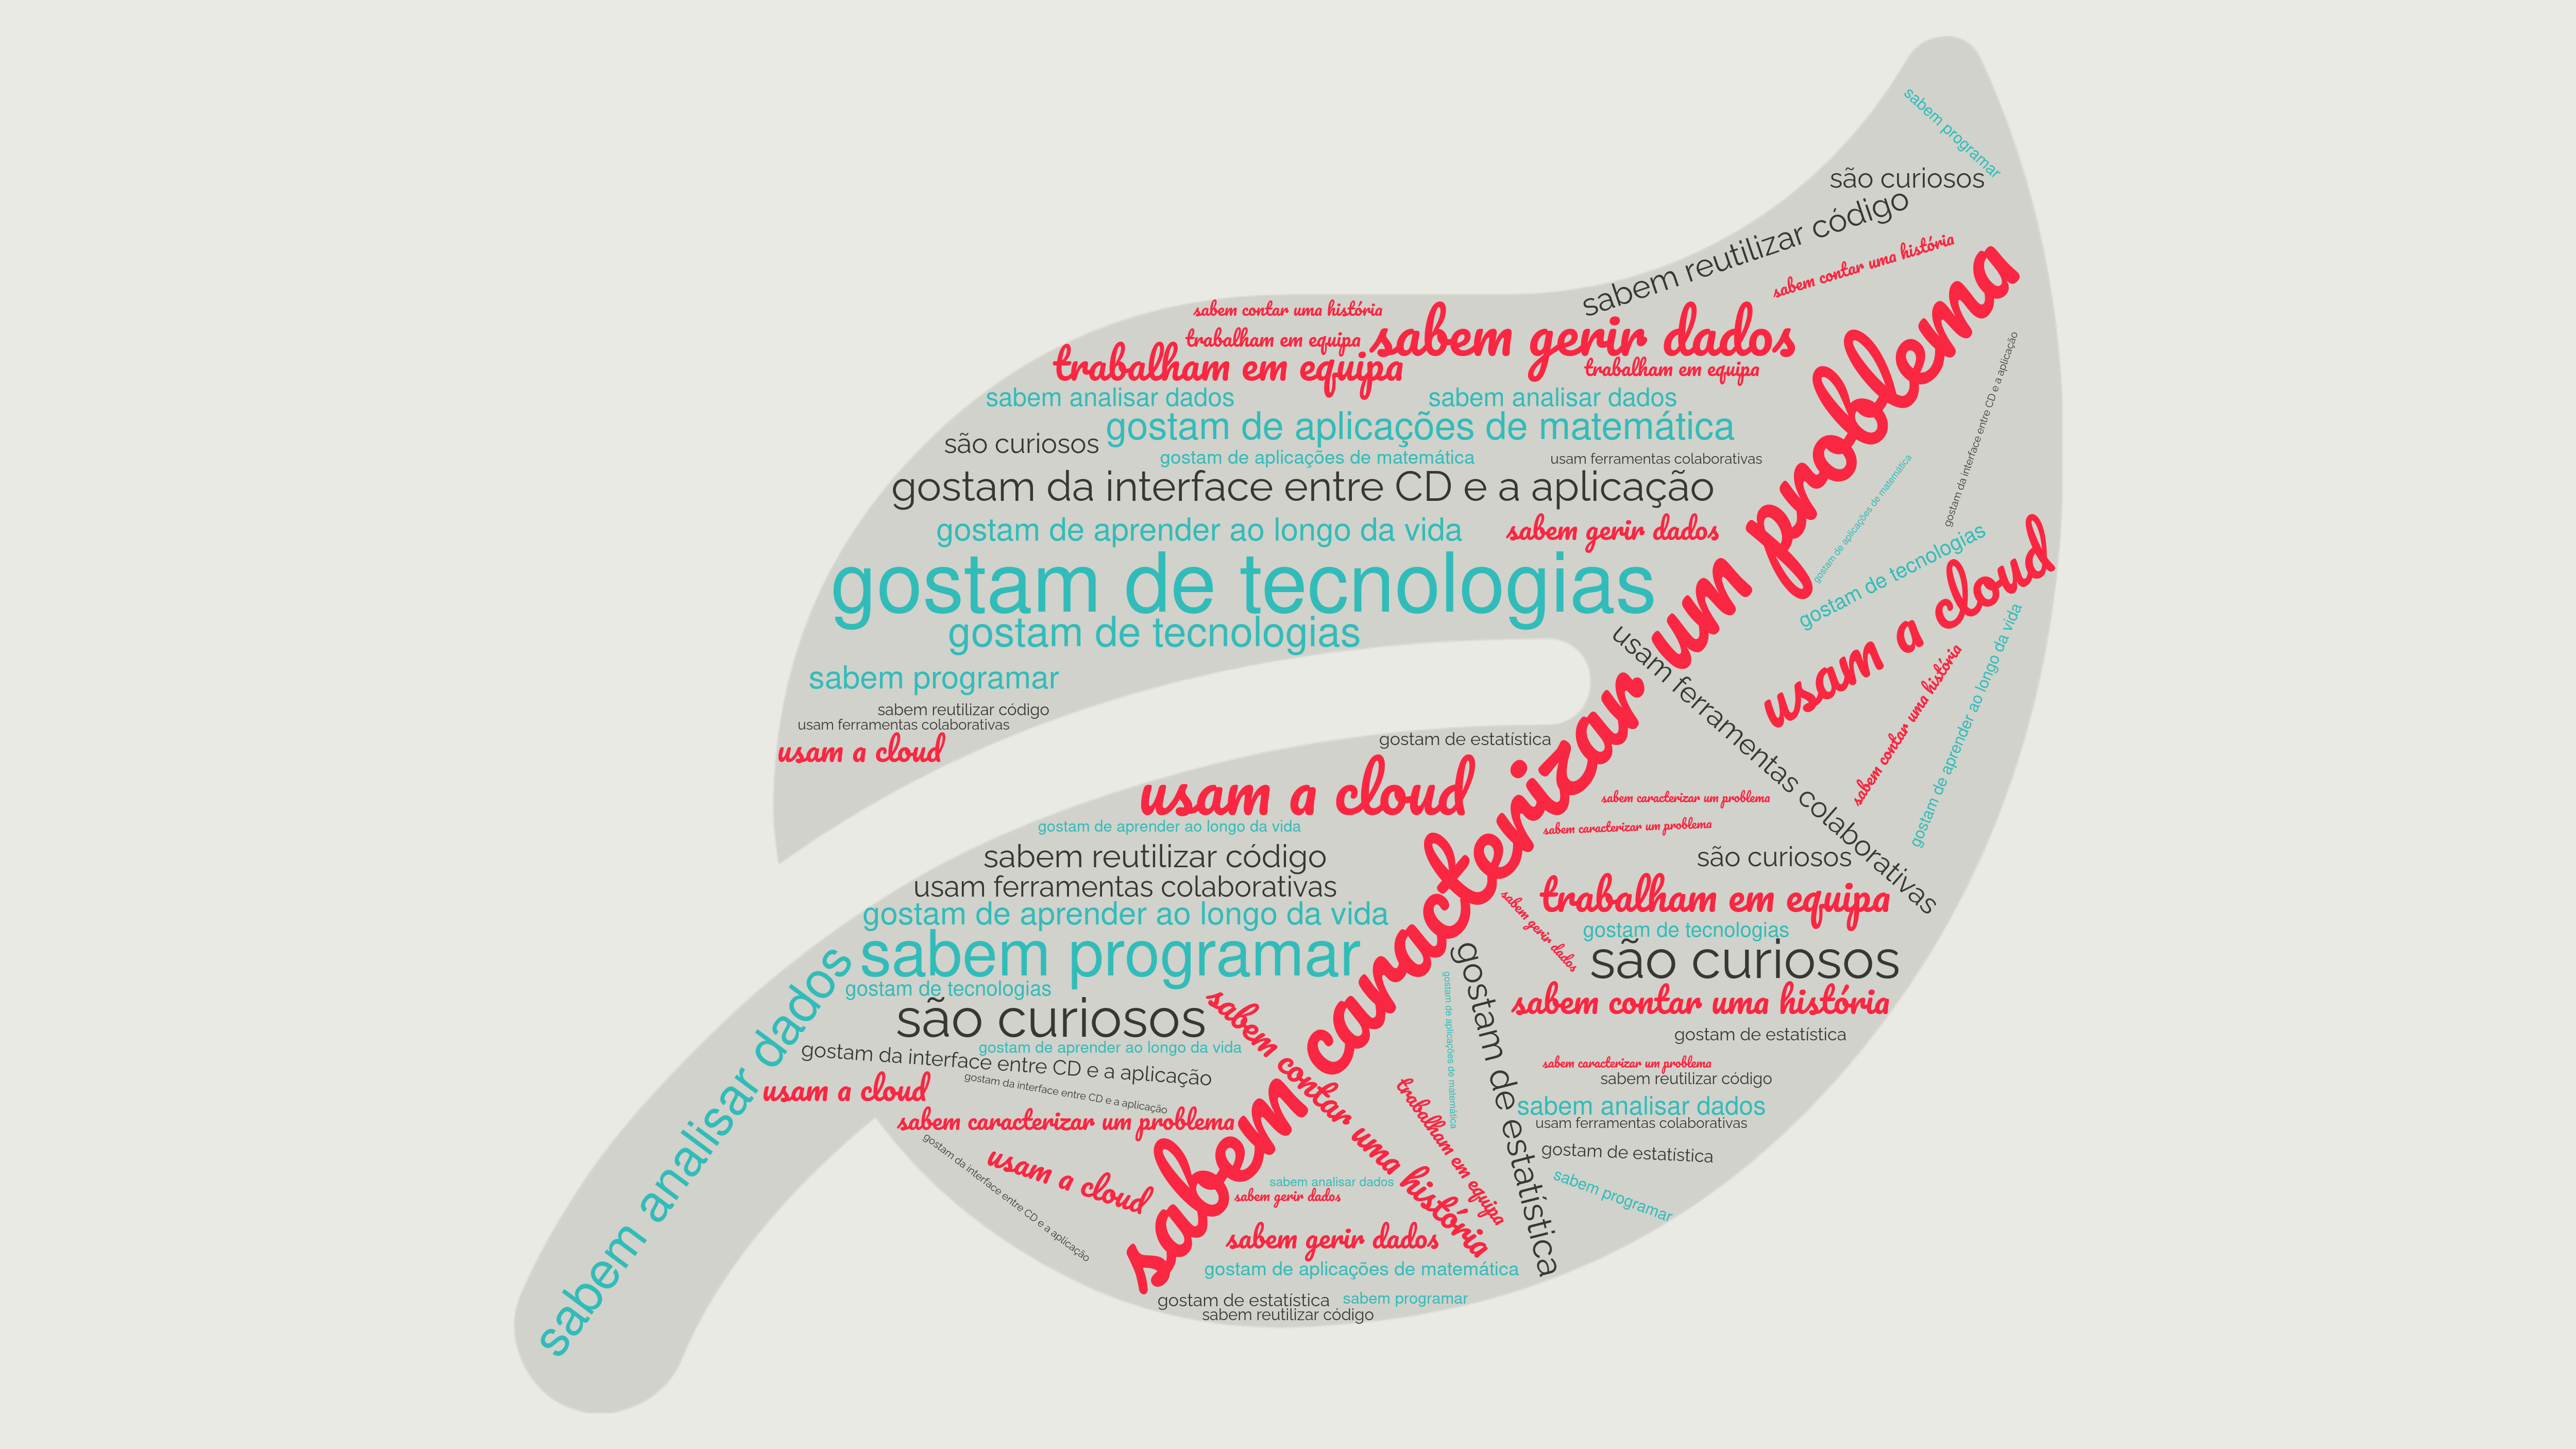 sabem programar
são curiosos
sabem reutilizar código
sabem contar uma história
sabem contar uma história
trabalham em equipa
sabem gerir dados
trabalham em equipa
trabalham em equipa
sabem analisar dados
sabem analisar dados
gostam de aplicações de matemática
são curiosos
gostam de aplicações de matemática
usam ferramentas colaborativas
gostam da interface entre CD e a aplicação
gostam de aprender ao longo da vida
sabem gerir dados
gostam de tecnologias
gostam de tecnologias
sabem programar
sabem reutilizar código
usam ferramentas colaborativas
usam a cloud
sabem caracterizar um problema
gostam da interface entre CD e a aplicação
gostam de aplicações de matemática
gostam de tecnologias
usam a cloud
sabem contar uma história
gostam de aprender ao longo da vida
usam ferramentas colaborativas
gostam de estatística
usam a cloud
gostam de aprender ao longo da vida
sabem reutilizar código
usam ferramentas colaborativas
gostam de aprender ao longo da vida
sabem programar
gostam de tecnologias
são curiosos
gostam de aprender ao longo da vida
gostam da interface entre CD e a aplicação
gostam da interface entre CD e a aplicação
usam a cloud
sabem caracterizar um problema
gostam da interface entre CD e a aplicação
usam a cloud
sabem analisar dados
sabem caracterizar um problema
sabem caracterizar um problema
são curiosos
trabalham em equipa
sabem gerir dados
gostam de tecnologias
são curiosos
sabem contar uma história
gostam de estatística
sabem caracterizar um problema
sabem reutilizar código
sabem analisar dados
usam ferramentas colaborativas
gostam de estatística
sabem programar
gostam de estatística
gostam de aplicações de matemática
trabalham em equipa
sabem contar uma história
sabem analisar dados
sabem gerir dados
sabem gerir dados
gostam de aplicações de matemática
gostam de estatística
sabem programar
sabem reutilizar código